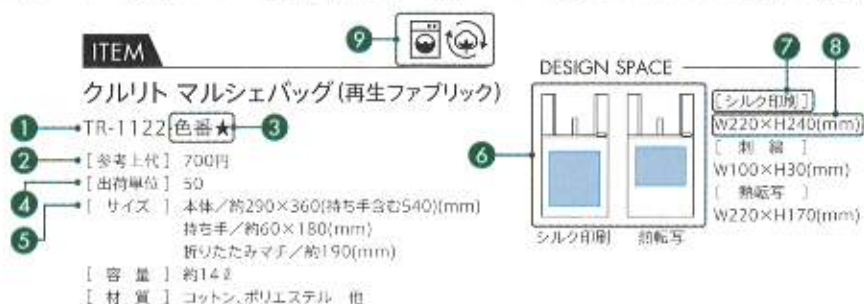 ITEM
9
クルリト マルシェバッグ(再生ファブリック)
1 TR-1122-色番★ 3
2 [参考上代] 700円
4 [出荷単位] 50
5 [ サイズ ] 本体/約290×360(持ち手含む540)(mm)
持ち手/約60×180(mm)
折りたたみマチ/約190(mm)
[ 容 量 ] 約14ℓ
[ 材 質 ] コットン、ポリエステル 他
DESIGN SPACE
7
8
6
[シルク印刷]
W220×H240(mm)
[ 刺 繍 ]
W100×H30(mm)
[ 熱転写 ]
W220×H170(mm)
シルク印刷
熱転写